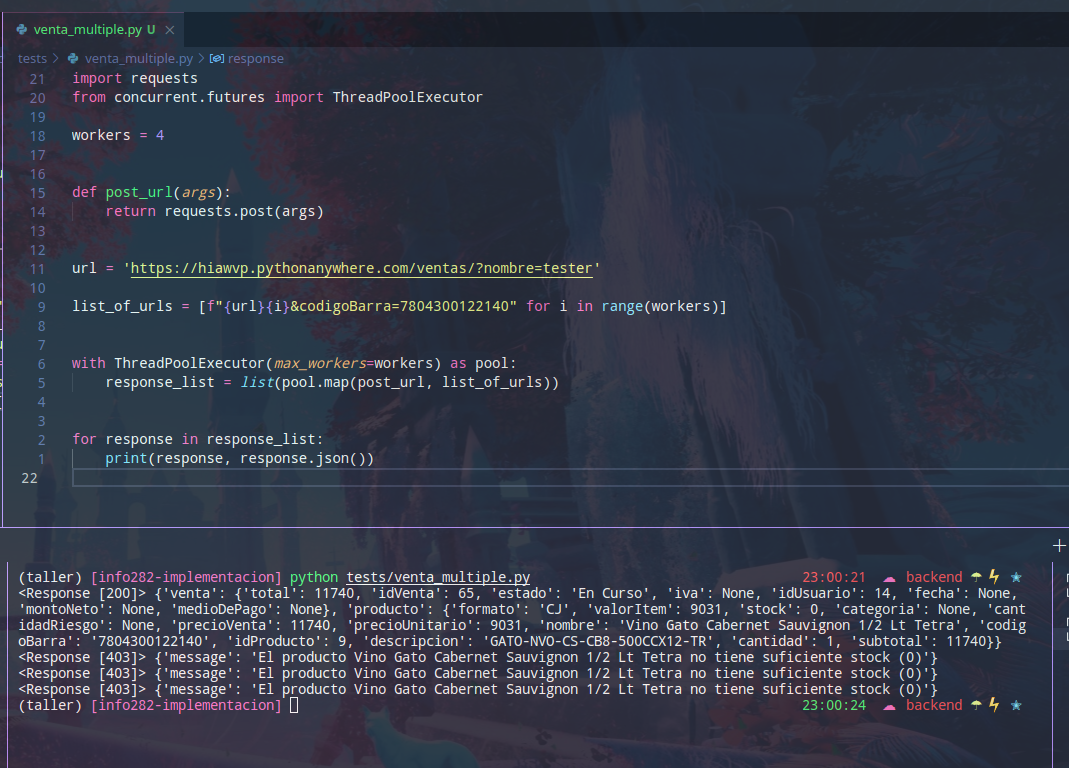 venta_multiple.py U ×
tests > venta_multiple.py > response
21 import requests
20 from concurrent.futures import ThreadPoolExecutor
19
18 workers = 4
17
16
15 def post_url(args):
14     return requests.post(args)
13
12
11 url = 'https://hiawvp.pythonanywhere.com/ventas/?nombre=tester'
10
9 list_of_urls = [f"{url}{i}&codigoBarra=7804300122140" for i in range(workers)]
8
7
6 with ThreadPoolExecutor(max_workers=workers) as pool:
5     response_list = list(pool.map(post_url, list_of_urls))
4
3
2 for response in response_list:
1     print(response, response.json())
22
(taller) [info282-implementacion] python tests/venta_multiple.py 23:00:21 backend
<Response [200]> {'venta': {'total': 11740, 'idVenta': 65, 'estado': 'En Curso', 'iva': None, 'idUsuario': 14, 'fecha': None,
'montoNeto': None, 'medioDePago': None}, 'producto': {'formato': 'CJ', 'valorItem': 9031, 'stock': 0, 'categoria': None, 'cant
idadRiesgo': None, 'precioVenta': 11740, 'precioUnitario': 9031, 'nombre': 'Vino Gato Cabernet Sauvignon 1/2 Lt Tetra', 'codig
oBarra': '7804300122140', 'idProducto': 9, 'descripcion': 'GATO-NVO-CS-CB8-500CCX12-TR', 'cantidad': 1, 'subtotal': 11740}}
<Response [403]> {'message': 'El producto Vino Gato Cabernet Sauvignon 1/2 Lt Tetra no tiene suficiente stock (0)'}
<Response [403]> {'message': 'El producto Vino Gato Cabernet Sauvignon 1/2 Lt Tetra no tiene suficiente stock (0)'}
<Response [403]> {'message': 'El producto Vino Gato Cabernet Sauvignon 1/2 Lt Tetra no tiene suficiente stock (0)'}
(taller) [info282-implementacion] 23:00:24 backend